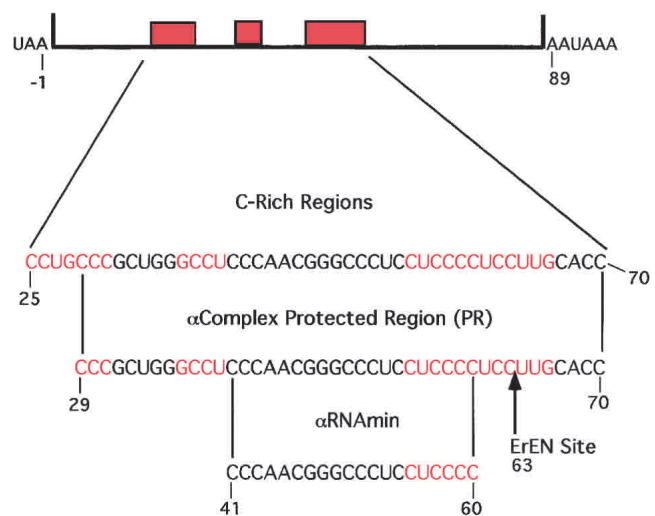 UAA AAUAAA
-1 89
C-Rich Regions
CCUGCCCGCUGGGCCUCCCAACGGGCCCUCCUCCCCUCCUUGCACC
25 70
αComplex Protected Region (PR)
CCCGCUGGGCCUCCCAACGGGCCCUCCUCCCCUCCUUGCACC
29 70
αRNAmin
ErEN Site
63
CCCAACGGGCCCUCCUCCCC
41 60